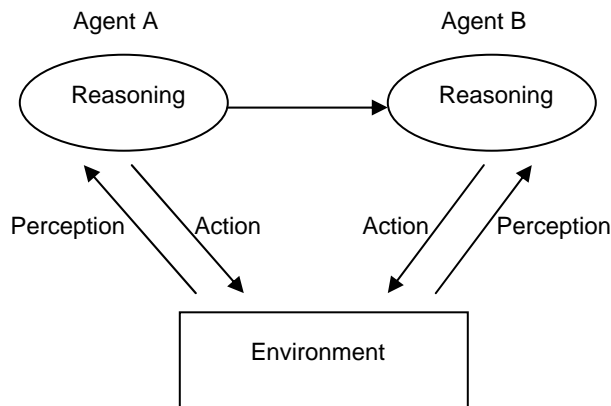 Agent A
Agent B
Reasoning
Reasoning
Perception
Action
Action
Perception
Environment